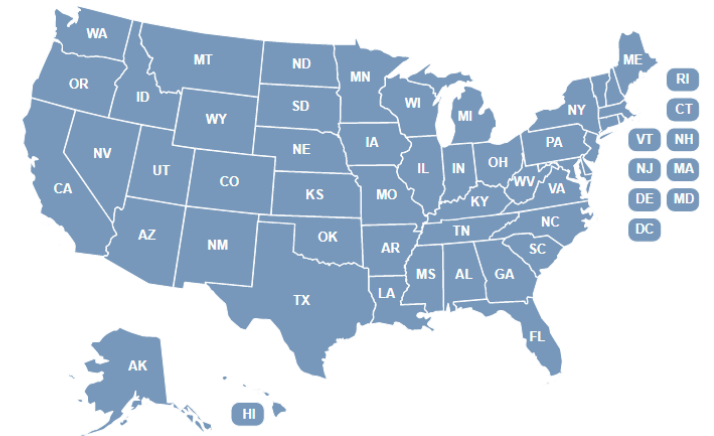 WA
MT
ND
MN
ME
OR
ID
SD
WI
MI
NY
RI
WY
CT
NV
UT
CO
NE
IA
PA
VT
NH
IL
IN
OH
NJ
MA
CA
KS
MO
WV
VA
KY
DE
MD
AZ
NM
OK
AR
TN
NC
DC
SC
TX
LA
MS
AL
GA
FL
AK
HI